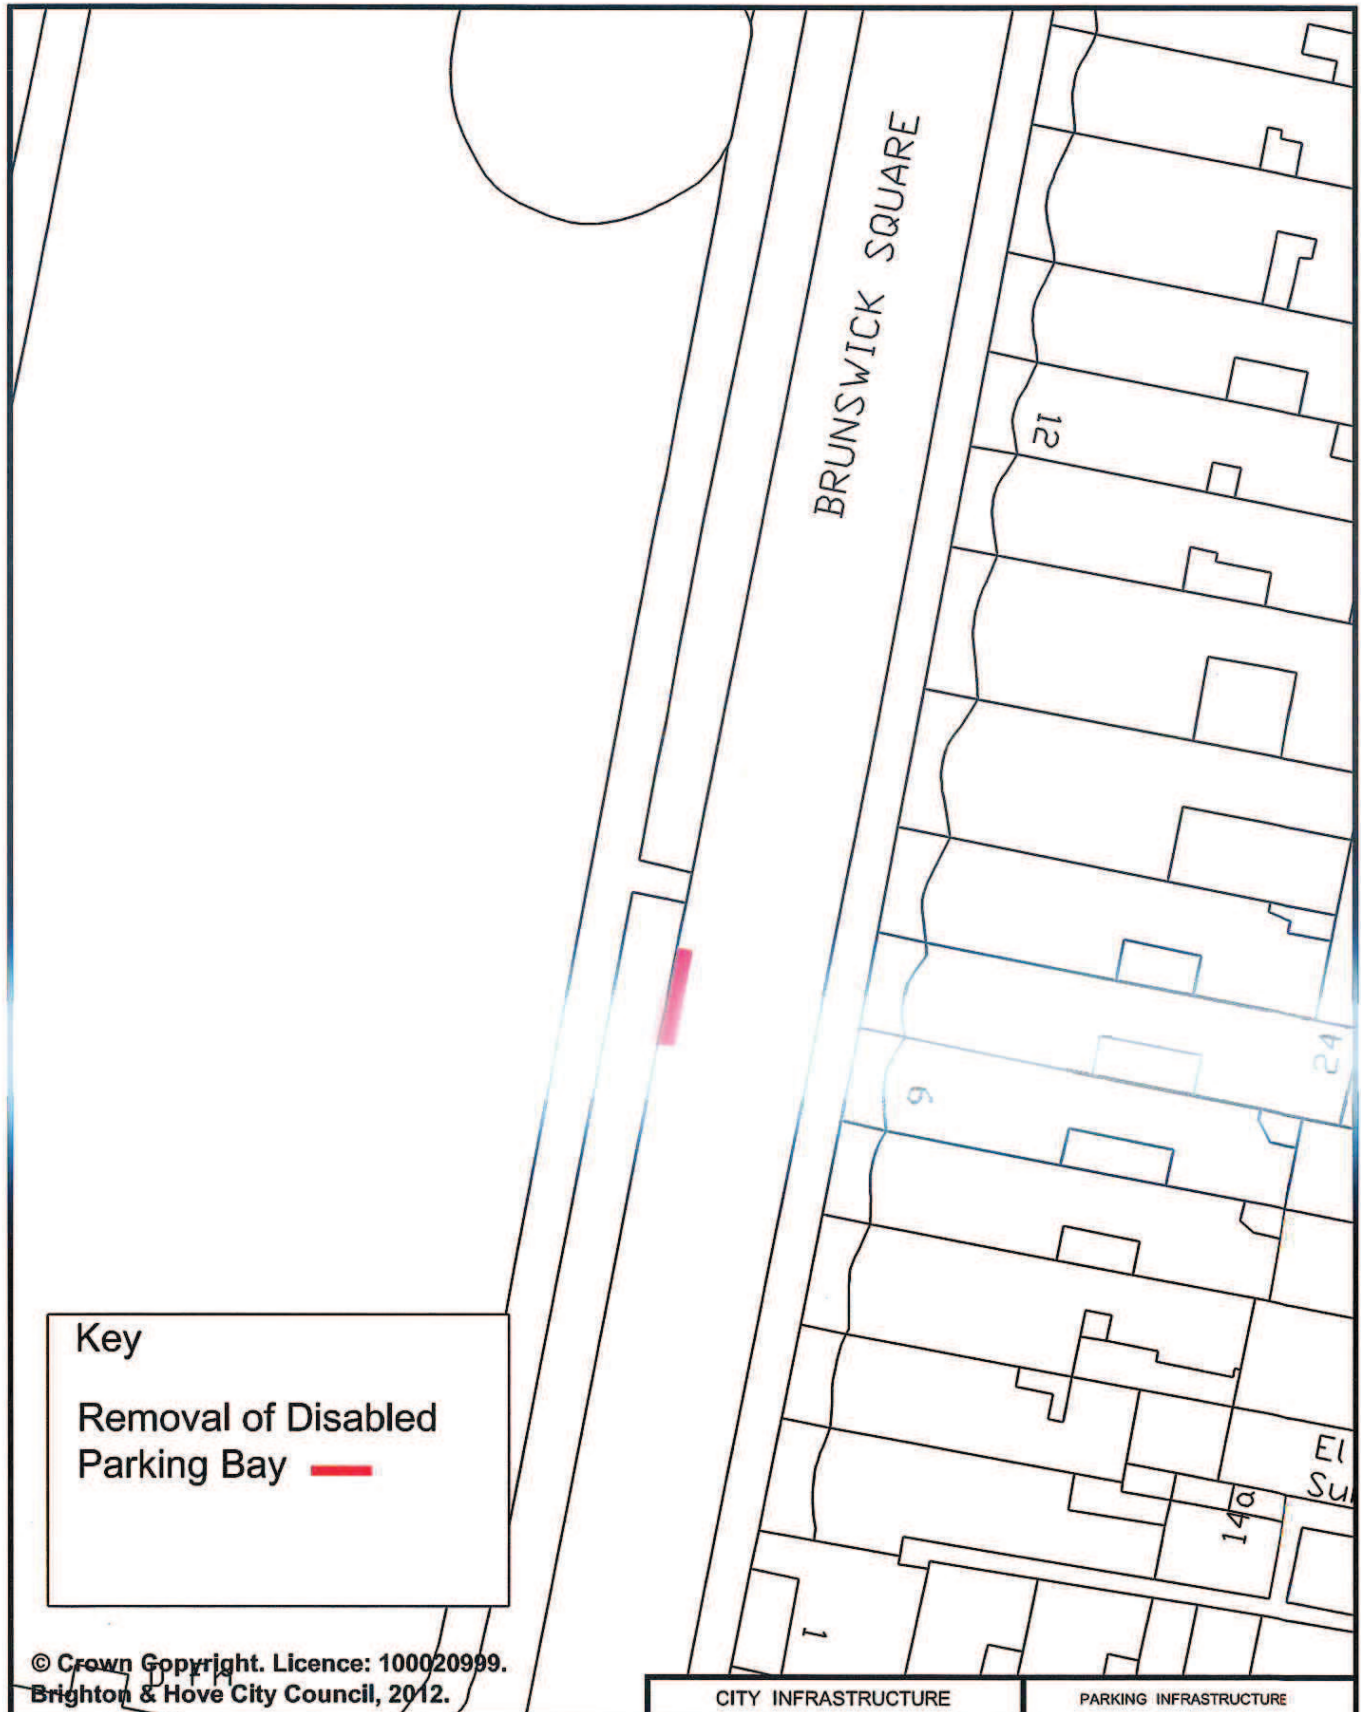 BRUNSWICK SQUARE
12
24
9
Key
Removal of Disabled
Parking Bay
El
14a
1
© Crown Copyright. Licence: 100020999.
Brighton & Hove City Council, 2012.
CITY INFRASTRUCTURE
PARKING INFRASTRUCTURE